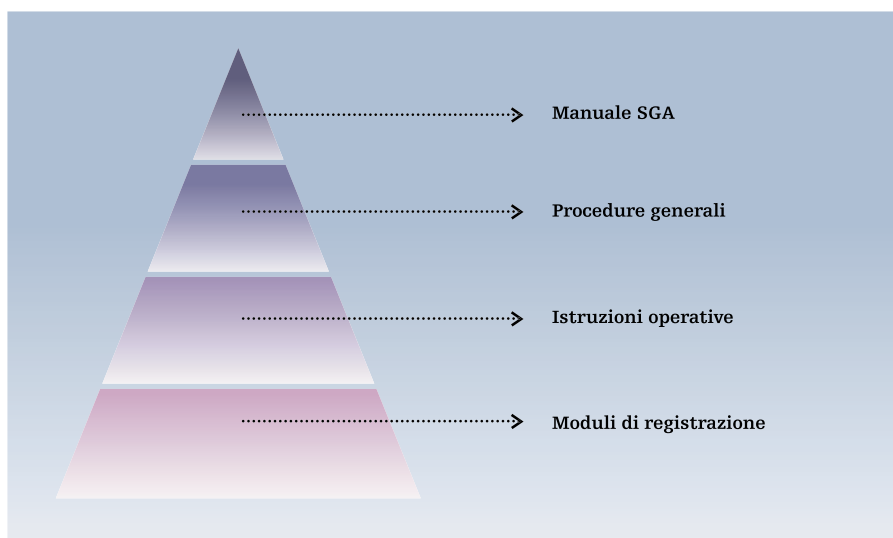 Manuale SGA
Procedure generali
Istruzioni operative
Moduli di registrazione